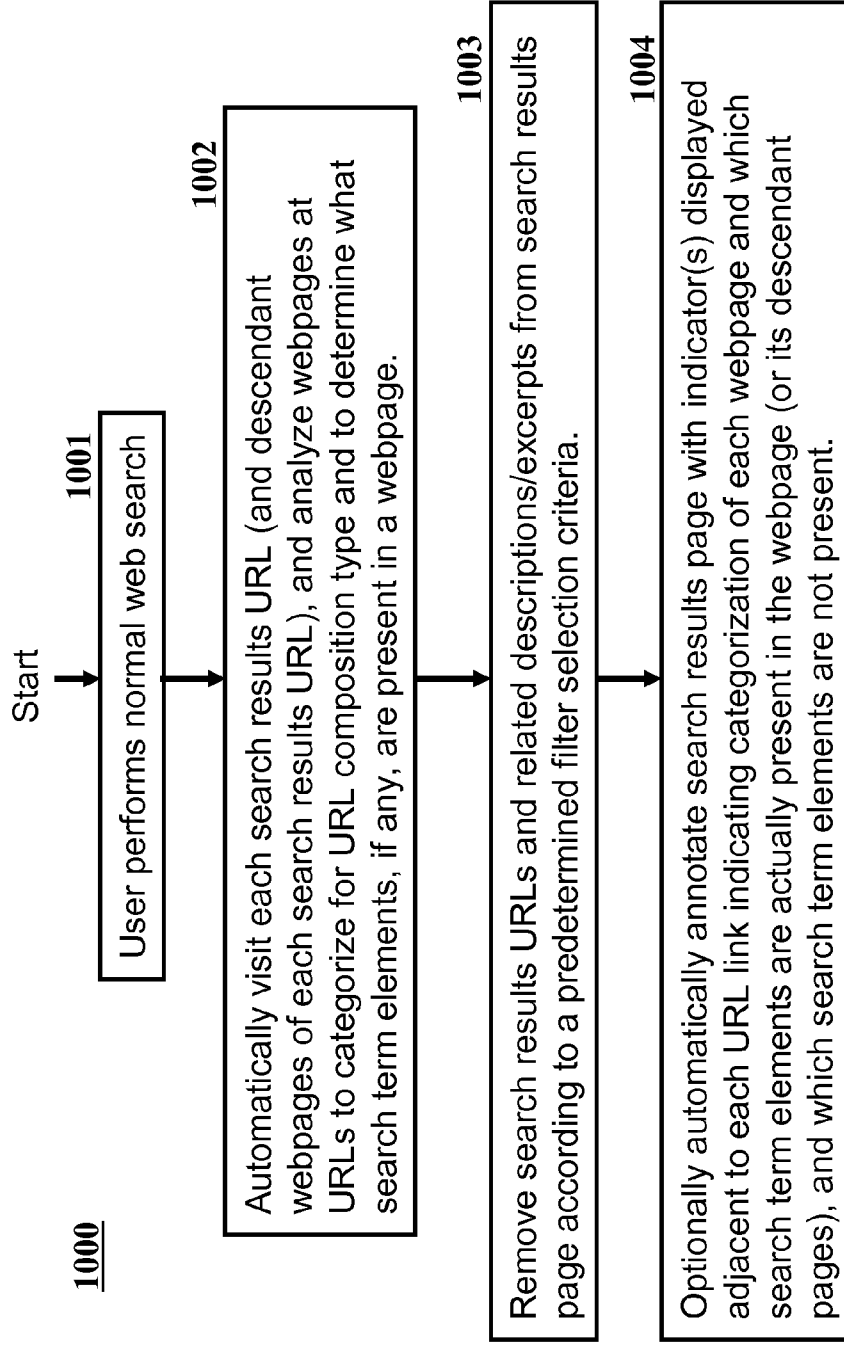 1000
Start
1001
User performs normal web search
1002
Automatically visit each search results URL (and descendant
webpages of each search results URL), and analyze webpages at
URLs to categorize for URL composition type and to determine what
search term elements, if any, are present in a webpage.
1003
Remove search results URLs and related descriptions/excerpts from search results
page according to a predetermined filter selection criteria.
1004
Optionally automatically annotate search results page with indicator(s) displayed
adjacent to each URL link indicating categorization of each webpage and which
search term elements are actually present in the webpage (or its descendant
pages), and which search term elements are not present.